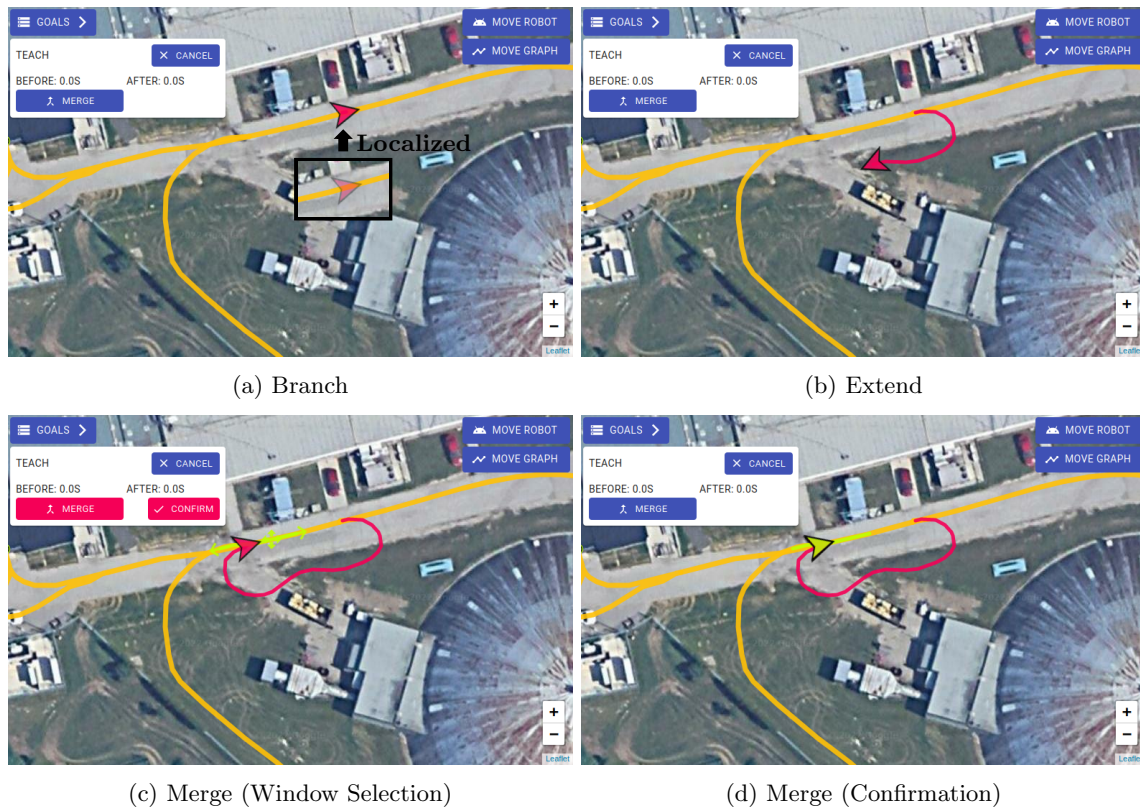 GOALS
MOVE ROBOT
TEACH
CANCEL
MOVE GRAPH
BEFORE: 0.0S AFTER: 0.0S
MERGE
Localized
+
−
Leaflet
(a) Branch
GOALS
MOVE ROBOT
TEACH
CANCEL
MOVE GRAPH
BEFORE: 0.0S AFTER: 0.0S
MERGE
+
−
Leaflet
(b) Extend
GOALS
MOVE ROBOT
TEACH
CANCEL
MOVE GRAPH
BEFORE: 0.0S AFTER: 0.0S
MERGE CONFIRM
+
−
Leaflet
(c) Merge (Window Selection)
GOALS
MOVE ROBOT
TEACH
CANCEL
MOVE GRAPH
BEFORE: 0.0S AFTER: 0.0S
MERGE
+
−
Leaflet
(d) Merge (Confirmation)